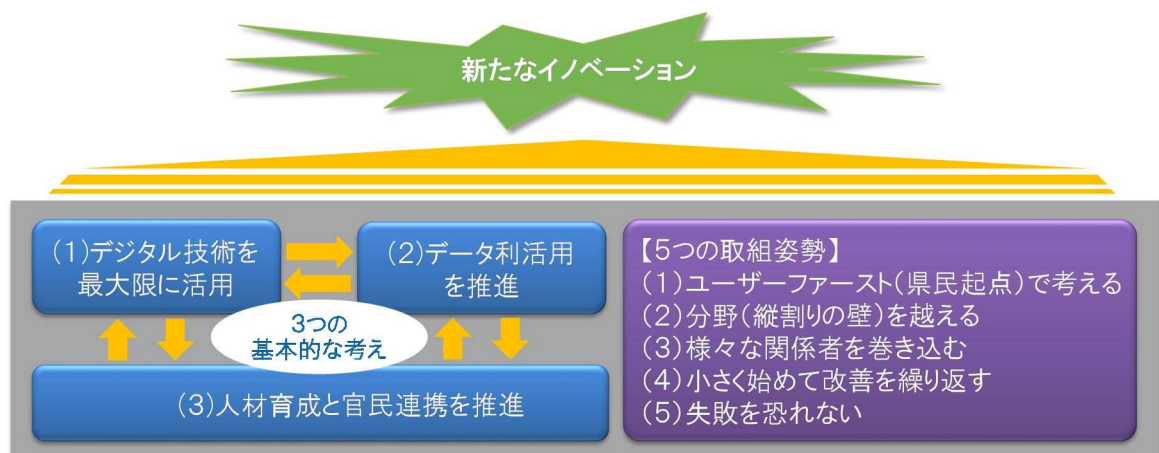 新たなイノベーション
(1)デジタル技術を
最大限に活用
(2)データ利活用
を推進
3つの
基本的な考え
(3)人材育成と官民連携を推進
【5つの取組姿勢】
(1)ユーザーファースト(県民起点)で考える
(2)分野(縦割りの壁)を越える
(3)様々な関係者を巻き込む
(4)小さく始めて改善を繰り返す
(5)失敗を恐れない